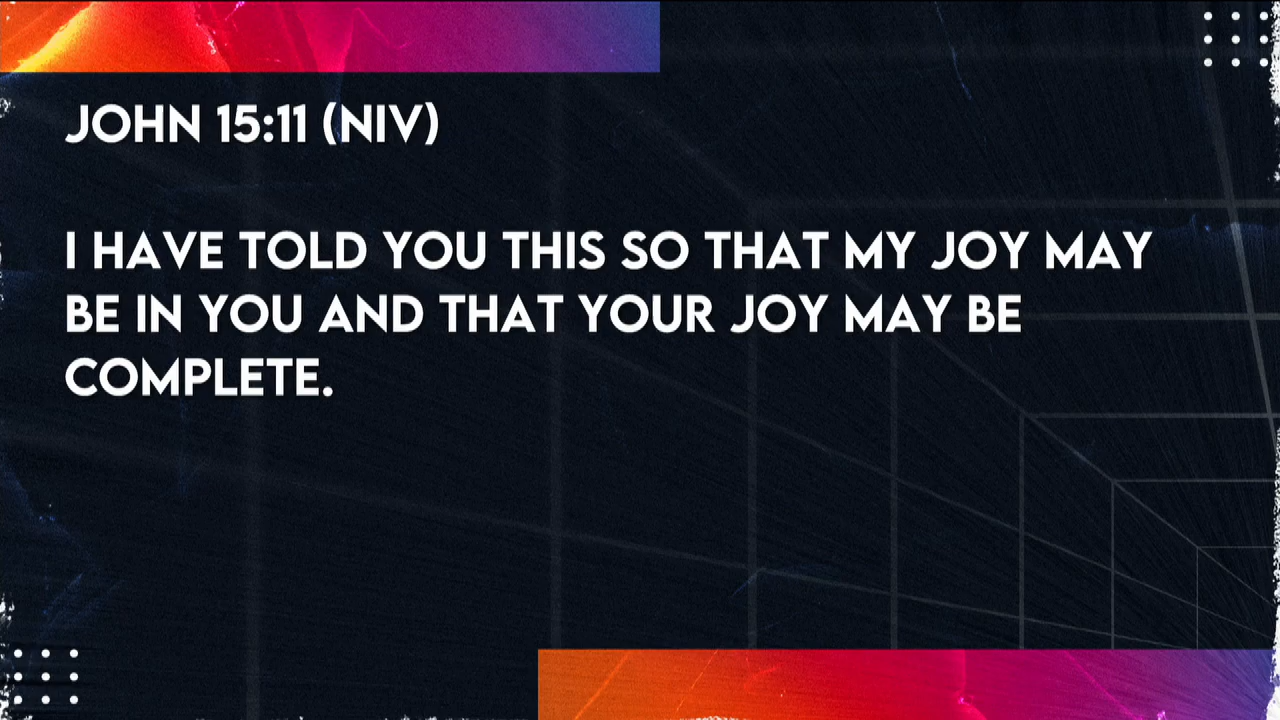 JOHN 15:11 (NIV)
I HAVE TOLD YOU THIS SO THAT MY JOY MAY
BE IN YOU AND THAT YOUR JOY MAY BE
COMPLETE.